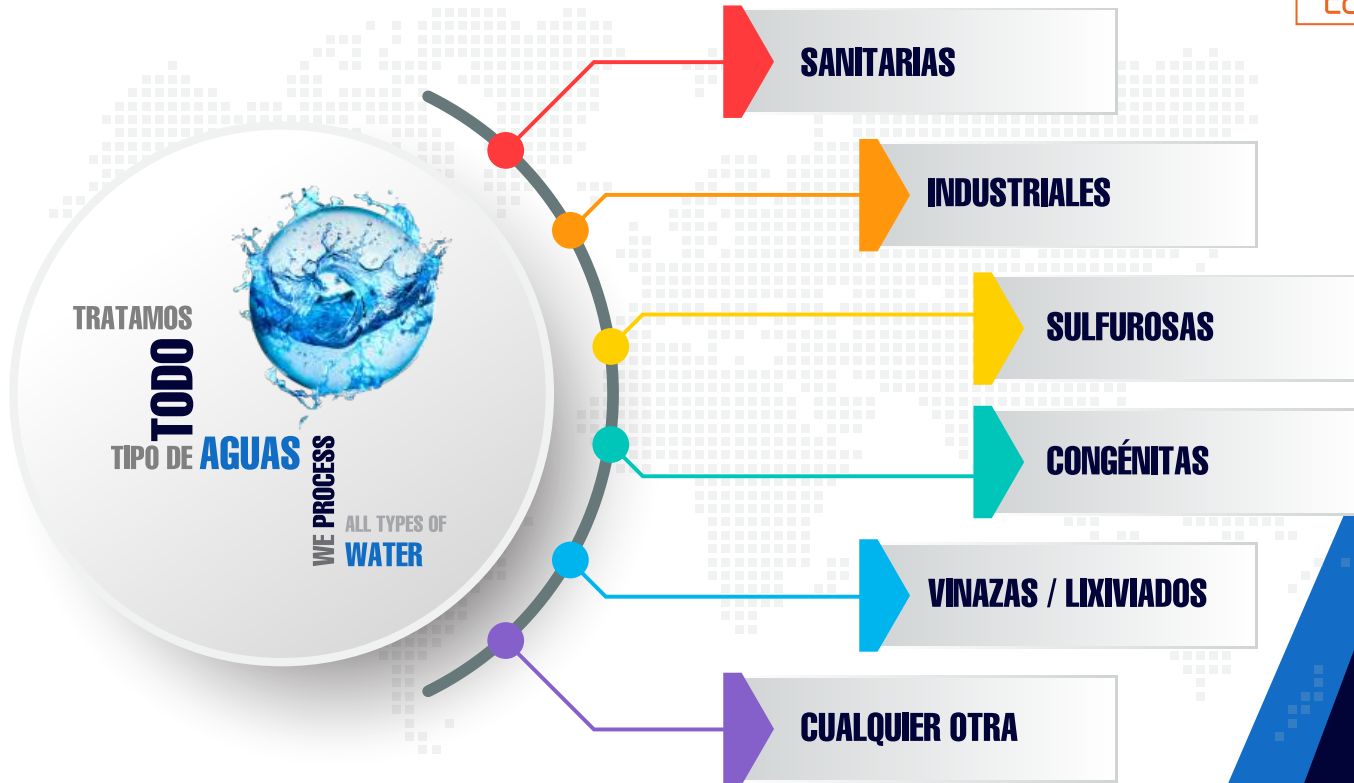 TRATAMOS
TODO
TIPO DE AGUAS
WE PROCESS
ALL TYPES OF
WATER
SANITARIAS
INDUSTRIALES
SULFUROSAS
CONGÉNITAS
VINAZAS / LIXIVIADOS
CUALQUIER OTRA